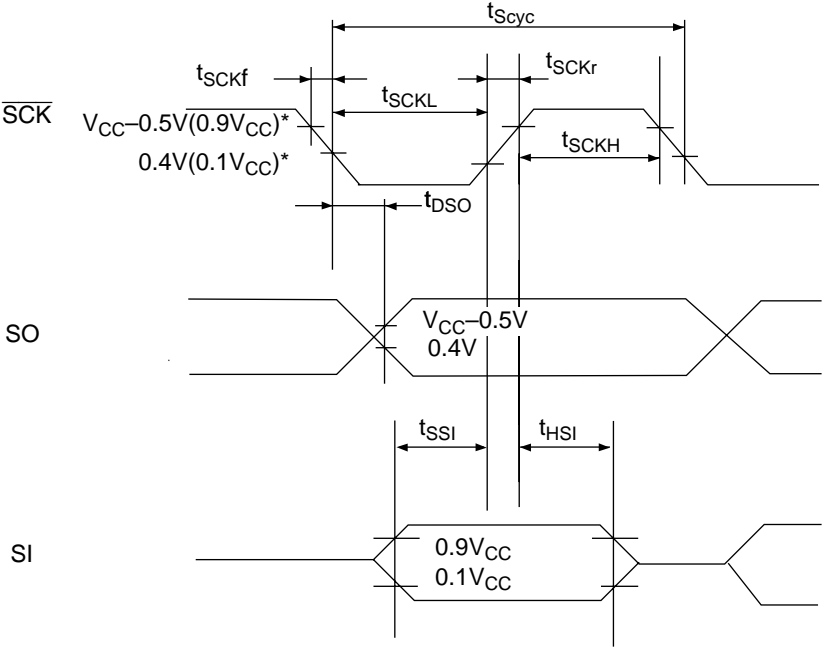 tScyc
tSCKf
tSCKr
tSCKL
SCK
VCC–0.5V(0.9VCC)*
tSCKH
0.4V(0.1VCC)*
tDSO
SO
VCC–0.5V
0.4V
tSSI
tHSI
SI
0.9VCC
0.1VCC